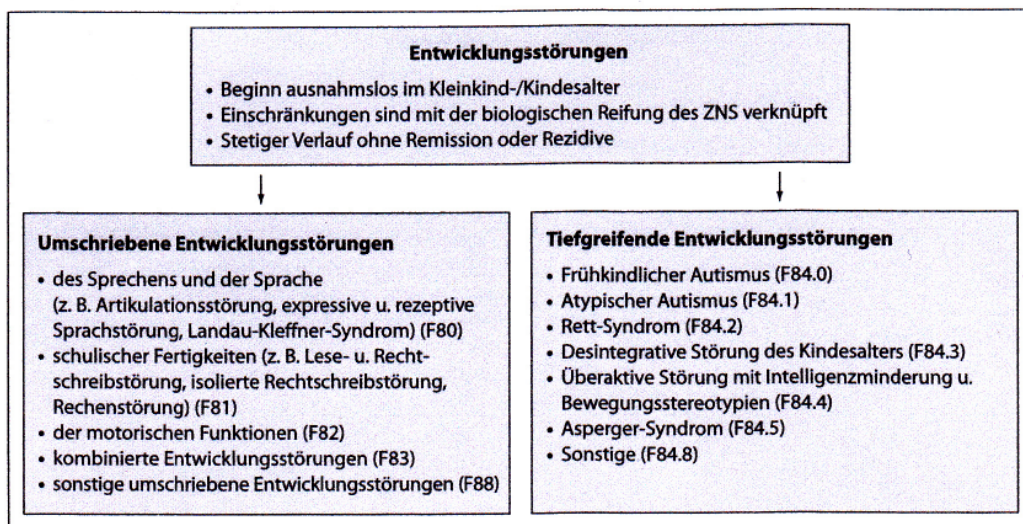 Entwicklungsstörungen
• Beginn ausnahmslos im Kleinkind-/Kindesalter
• Einschränkungen sind mit der biologischen Reifung des ZNS verknüpft
• Stetiger Verlauf ohne Remission oder Rezidive
Umschriebene Entwicklungsstörungen
• des Sprechens und der Sprache
(z. B. Artikulationsstörung, expressive u. rezeptive
Sprachstörung, Landau-Kleffner-Syndrom) (F80)
• schulischer Fertigkeiten (z. B. Lese- u. Recht-
schreibstörung, isolierte Rechtschreibstörung,
Rechenstörung) (F81)
• der motorischen Funktionen (F82)
• kombinierte Entwicklungsstörungen (F83)
• sonstige umschriebene Entwicklungsstörungen (F88)
Tiefgreifende Entwicklungsstörungen
• Frühkindlicher Autismus (F84.0)
• Atypischer Autismus (F84.1)
• Rett-Syndrom (F84.2)
• Desintegrative Störung des Kindesalters (F84.3)
• Überaktive Störung mit Intelligenzminderung u.
Bewegungsstereotypien (F84.4)
• Asperger-Syndrom (F84.5)
• Sonstige (F84.8)